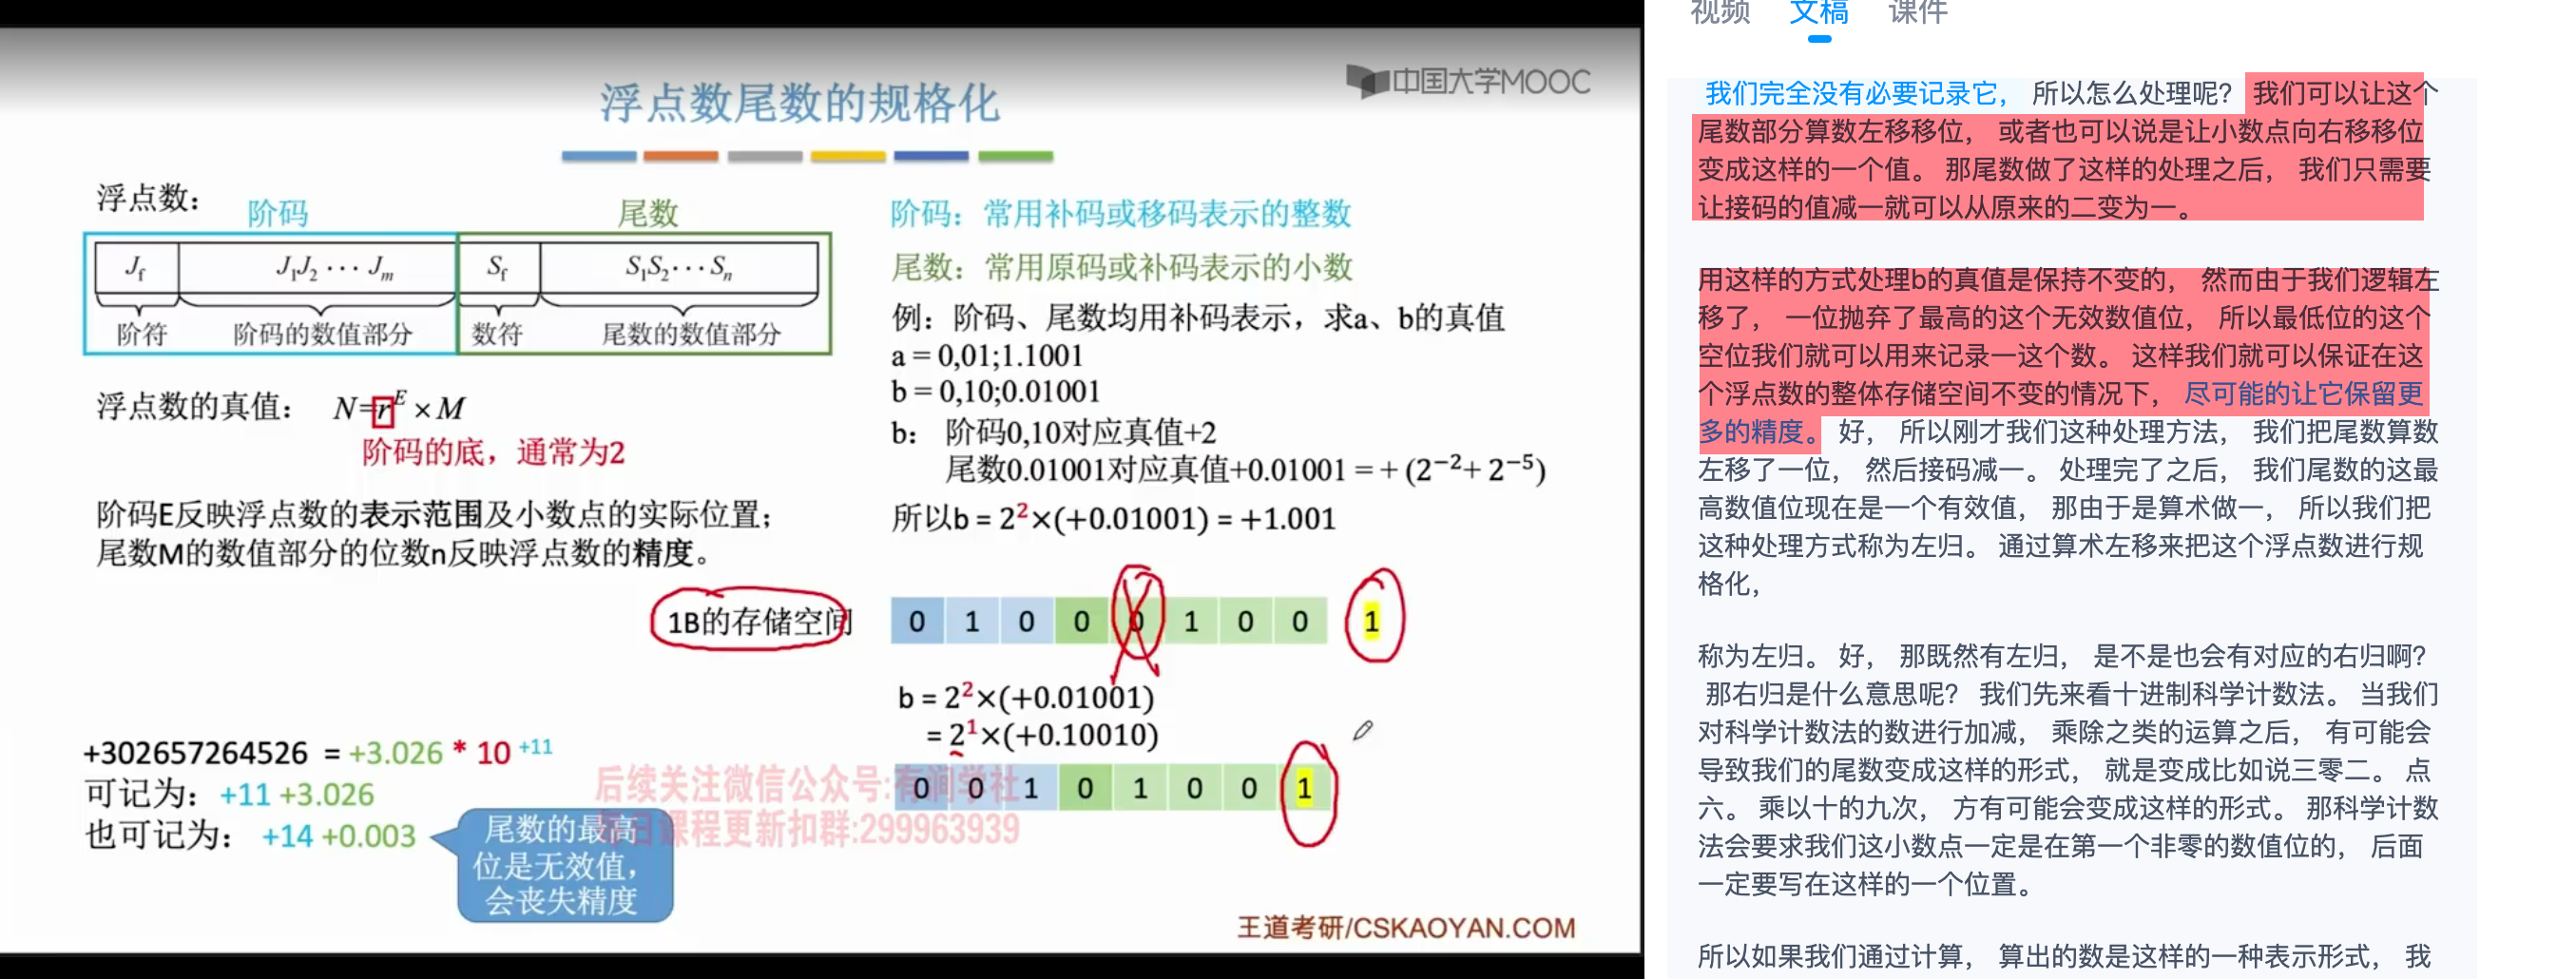 中国大学MOOC
浮点数尾数的规格化
浮点数：
阶码
尾数
Jf
J1J2 ··· Jm
Sf
S1S2···Sn
阶符
阶码的数值部分
数符
尾数的数值部分
浮点数的真值： N=r^E × M
阶码的底，通常为2
阶码E反映浮点数的表示范围及小数点的实际位置；
尾数M的数值部分的位数n反映浮点数的精度。
阶码：常用补码或移码表示的整数
尾数：常用原码或补码表示的小数
例：阶码、尾数均用补码表示，求a、b的真值
a = 0,01;1.1001
b = 0,10;0.01001
b： 阶码0,10对应真值+2
尾数0.01001对应真值+0.01001 = + (2⁻²+ 2⁻⁵)
所以b = 2²×(+0.01001) = +1.001
1B的存储空间
0 1 0 0 0 1 0 0 1
b = 2²×(+0.01001)
= 2¹×(+0.10010)
0 0 1 0 1 0 0 1
+302657264526 = +3.026 * 10 +11
可记为：+11 +3.026
也可记为： +14 +0.003
尾数的最高
位是无效值，
会丧失精度
后续关注微信公众号:有涧学社
每日课程更新扣群:299963939
王道考研/CSKAOYAN.COM
视频 文稿 课件
我们完全没有必要记录它， 所以怎么处理呢？ 我们可以让这个
尾数部分算数左移移位， 或者也可以说是让小数点向右移移位
变成这样的一个值。 那尾数做了这样的处理之后， 我们只需要
让接码的值减一就可以从原来的二变为一。
用这样的方式处理b的真值是保持不变的， 然而由于我们逻辑左
移了， 一位抛弃了最高的这个无效数值位， 所以最低位的这个
空位我们就可以用来记录一这个数。 这样我们就可以保证在这
个浮点数的整体存储空间不变的情况下， 尽可能的让它保留更
多的精度。 好， 所以刚才我们这种处理方法， 我们把尾数算数
左移了一位， 然后接码减一。 处理完了之后， 我们尾数的这最
高数值位现在是一个有效值， 那由于是算术做一， 所以我们把
这种处理方式称为左归。 通过算术左移来把这个浮点数进行规
格化，
称为左归。 好， 那既然有左归， 是不是也会有对应的右归啊？
那右归是什么意思呢？ 我们先来看十进制科学计数法。 当我们
对科学计数法的数进行加减， 乘除之类的运算之后， 有可能会
导致我们的尾数变成这样的形式， 就是变成比如说三零二。 点
六。 乘以十的九次， 方有可能会变成这样的形式。 那科学计数
法会要求我们这小数点一定是在第一个非零的数值位的， 后面
一定要写在这样的一个位置。
所以如果我们通过计算， 算出的数是这样的一种表示形式， 我